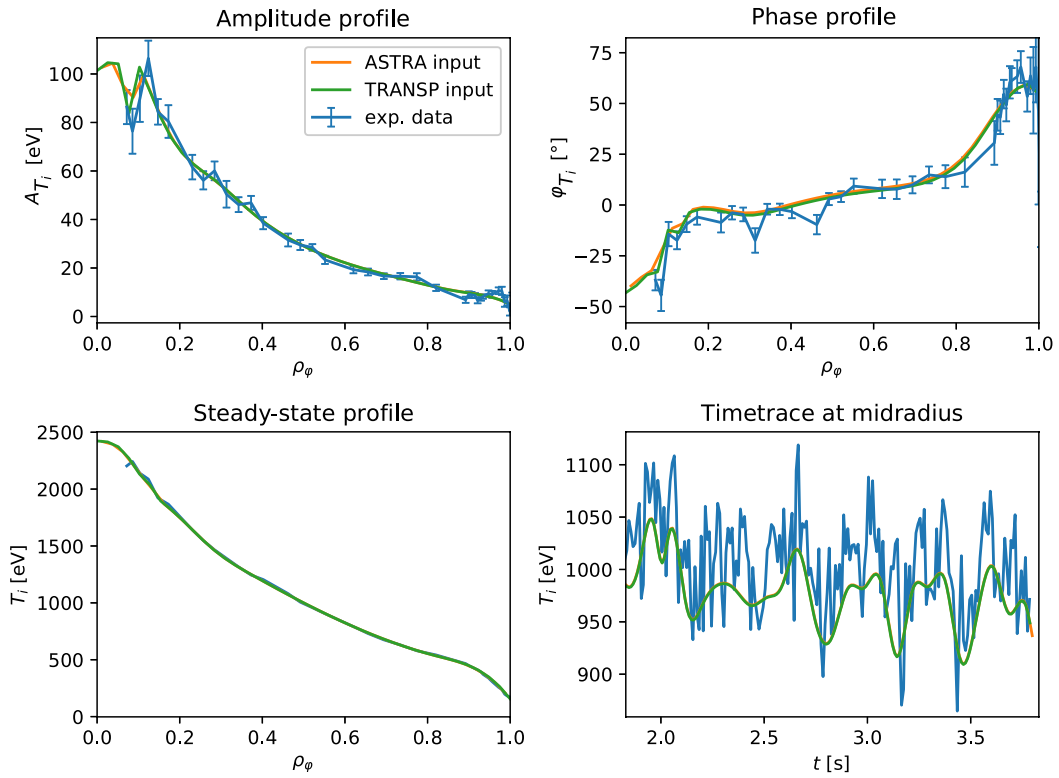 Amplitude profile
100
80
60
40
20
0
A_{T_i} [eV]
ASTRA input
TRANSP input
exp. data
0.0 0.2 0.4 0.6 0.8 1.0
ρ_φ
Phase profile
75
50
25
0
−25
−50
φ_{T_i} [°]
0.0 0.2 0.4 0.6 0.8 1.0
ρ_φ
Steady-state profile
2500
2000
1500
1000
500
0
T_i [eV]
0.0 0.2 0.4 0.6 0.8 1.0
ρ_φ
Timetrace at midradius
1100
1050
1000
950
900
T_i [eV]
2.0 2.5 3.0 3.5
t [s]